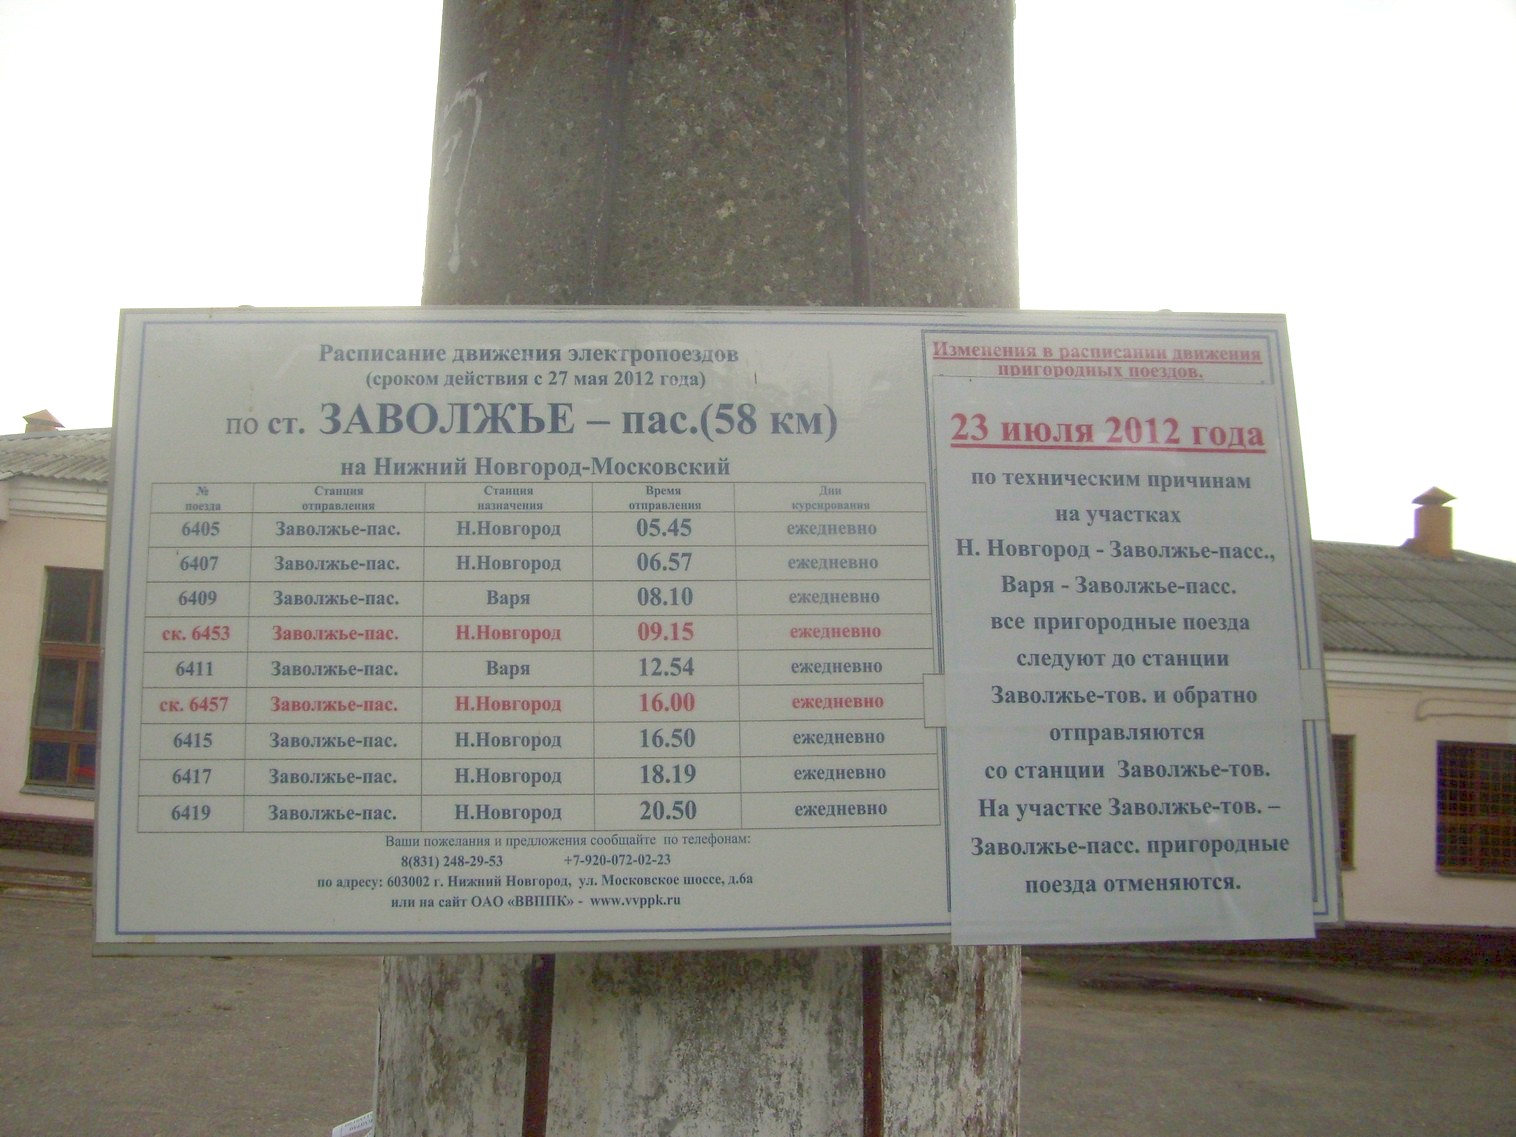 Расписание движения электропоездов
(сроком действия с 27 мая 2012 года)
по ст. ЗАВОЛЖЬЕ – пас.(58 км)
на Нижний Новгород-Московский
№ поезда Станция отправления Станция назначения Время отправления Дни курсирования
6405 Заволжье-пас. Н.Новгород 05.45 ежедневно
6407 Заволжье-пас. Н.Новгород 06.57 ежедневно
6409 Заволжье-пас. Варя 08.10 ежедневно
ск. 6453 Заволжье-пас. Н.Новгород 09.15 ежедневно
6411 Заволжье-пас. Варя 12.54 ежедневно
ск. 6457 Заволжье-пас. Н.Новгород 16.00 ежедневно
6415 Заволжье-пас. Н.Новгород 16.50 ежедневно
6417 Заволжье-пас. Н.Новгород 18.19 ежедневно
6419 Заволжье-пас. Н.Новгород 20.50 ежедневно
Ваши пожелания и предложения сообщайте по телефонам:
8(831) 248-29-53 +7-920-072-02-23
по адресу: 603002 г. Нижний Новгород, ул. Московское шоссе, д.6а
или на сайт ОАО «ВВППК» - www.vvppk.ru
Изменения в расписании движения
пригородных поездов.
23 июля 2012 года
по техническим причинам
на участках
Н. Новгород - Заволжье-пасс.,
Варя - Заволжье-пасс.
все пригородные поезда
следуют до станции
Заволжье-тов. и обратно
отправляются
со станции Заволжье-тов.
На участке Заволжье-тов. –
Заволжье-пасс. пригородные
поезда отменяются.